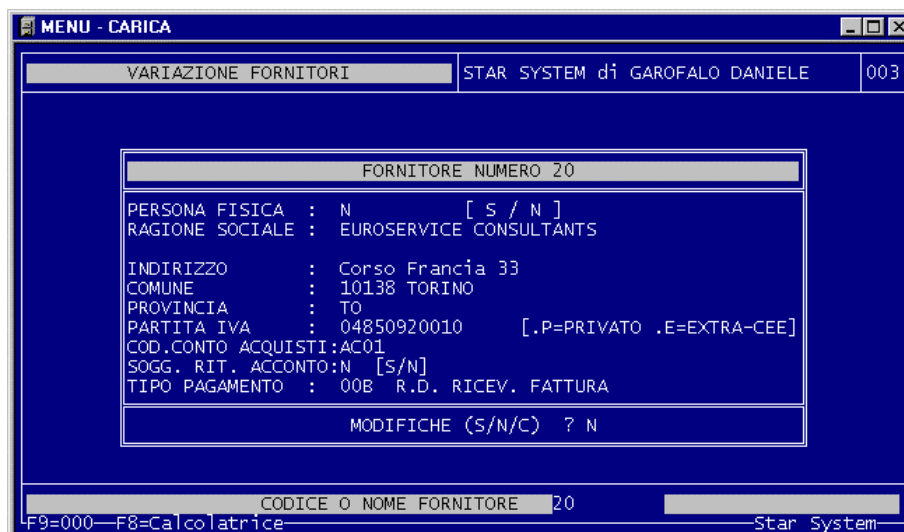 MENU - CARICA
VARIAZIONE FORNITORI STAR SYSTEM di GAROFALO DANIELE 003
FORNITORE NUMERO 20
PERSONA FISICA : N [ S / N ]
RAGIONE SOCIALE : EUROSERVICE CONSULTANTS
INDIRIZZO : Corso Francia 33
COMUNE : 10138 TORINO
PROVINCIA : TO
PARTITA IVA : 04850920010 [.P=PRIVATO .E=EXTRA-CEE]
COD.CONTO ACQUISTI:AC01
SOGG. RIT. ACCONTO:N [S/N]
TIPO PAGAMENTO : 00B R.D. RICEV. FATTURA
MODIFICHE (S/N/C) ? N
CODICE O NOME FORNITORE 20
F9=000—F8=Calcolatrice Star System